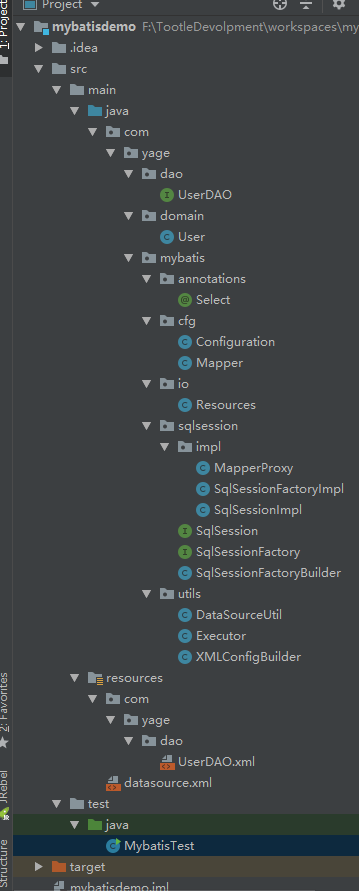 Project
mybatisdemo F:\TootleDevolpment\workspaces\my
.idea
src
main
java
com
yage
dao
UserDAO
domain
User
mybatis
annotations
Select
cfg
Configuration
Mapper
io
Resources
sqlsession
impl
MapperProxy
SqlSessionFactoryImpl
SqlSessionImpl
SqlSession
SqlSessionFactory
SqlSessionFactoryBuilder
utils
DataSourceUtil
Executor
XMLConfigBuilder
resources
com
yage
dao
UserDAO.xml
datasource.xml
test
java
MybatisTest
target
mybatisdemo.iml
1: Project
2: Favorites
JRebel
Structure